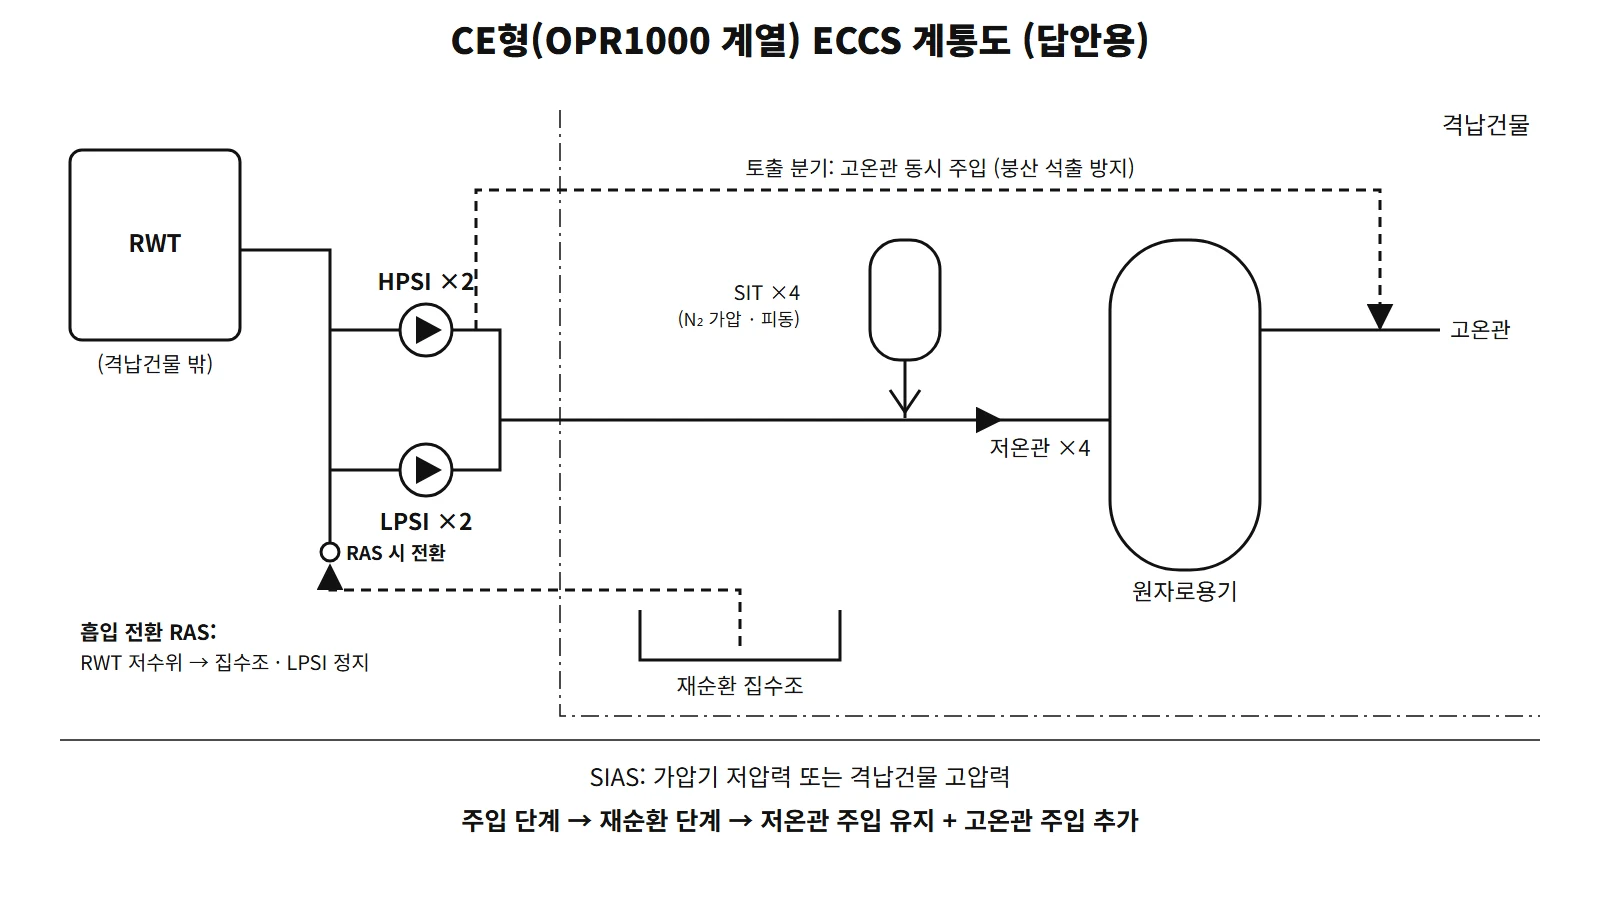 CE형(OPR1000 계열) ECCS 계통도 (답안용)
격납건물
토출 분기: 고온관 동시 주입 (붕산 석출 방지)
RWT
(격납건물 밖)
HPSI ×2
SIT ×4
(N₂ 가압 · 피동)
고온관
저온관 ×4
LPSI ×2
RAS 시 전환
원자로용기
흡입 전환 RAS:
RWT 저수위 → 집수조 · LPSI 정지
재순환 집수조
SIAS: 가압기 저압력 또는 격납건물 고압력
주입 단계 → 재순환 단계 → 저온관 주입 유지 + 고온관 주입 추가